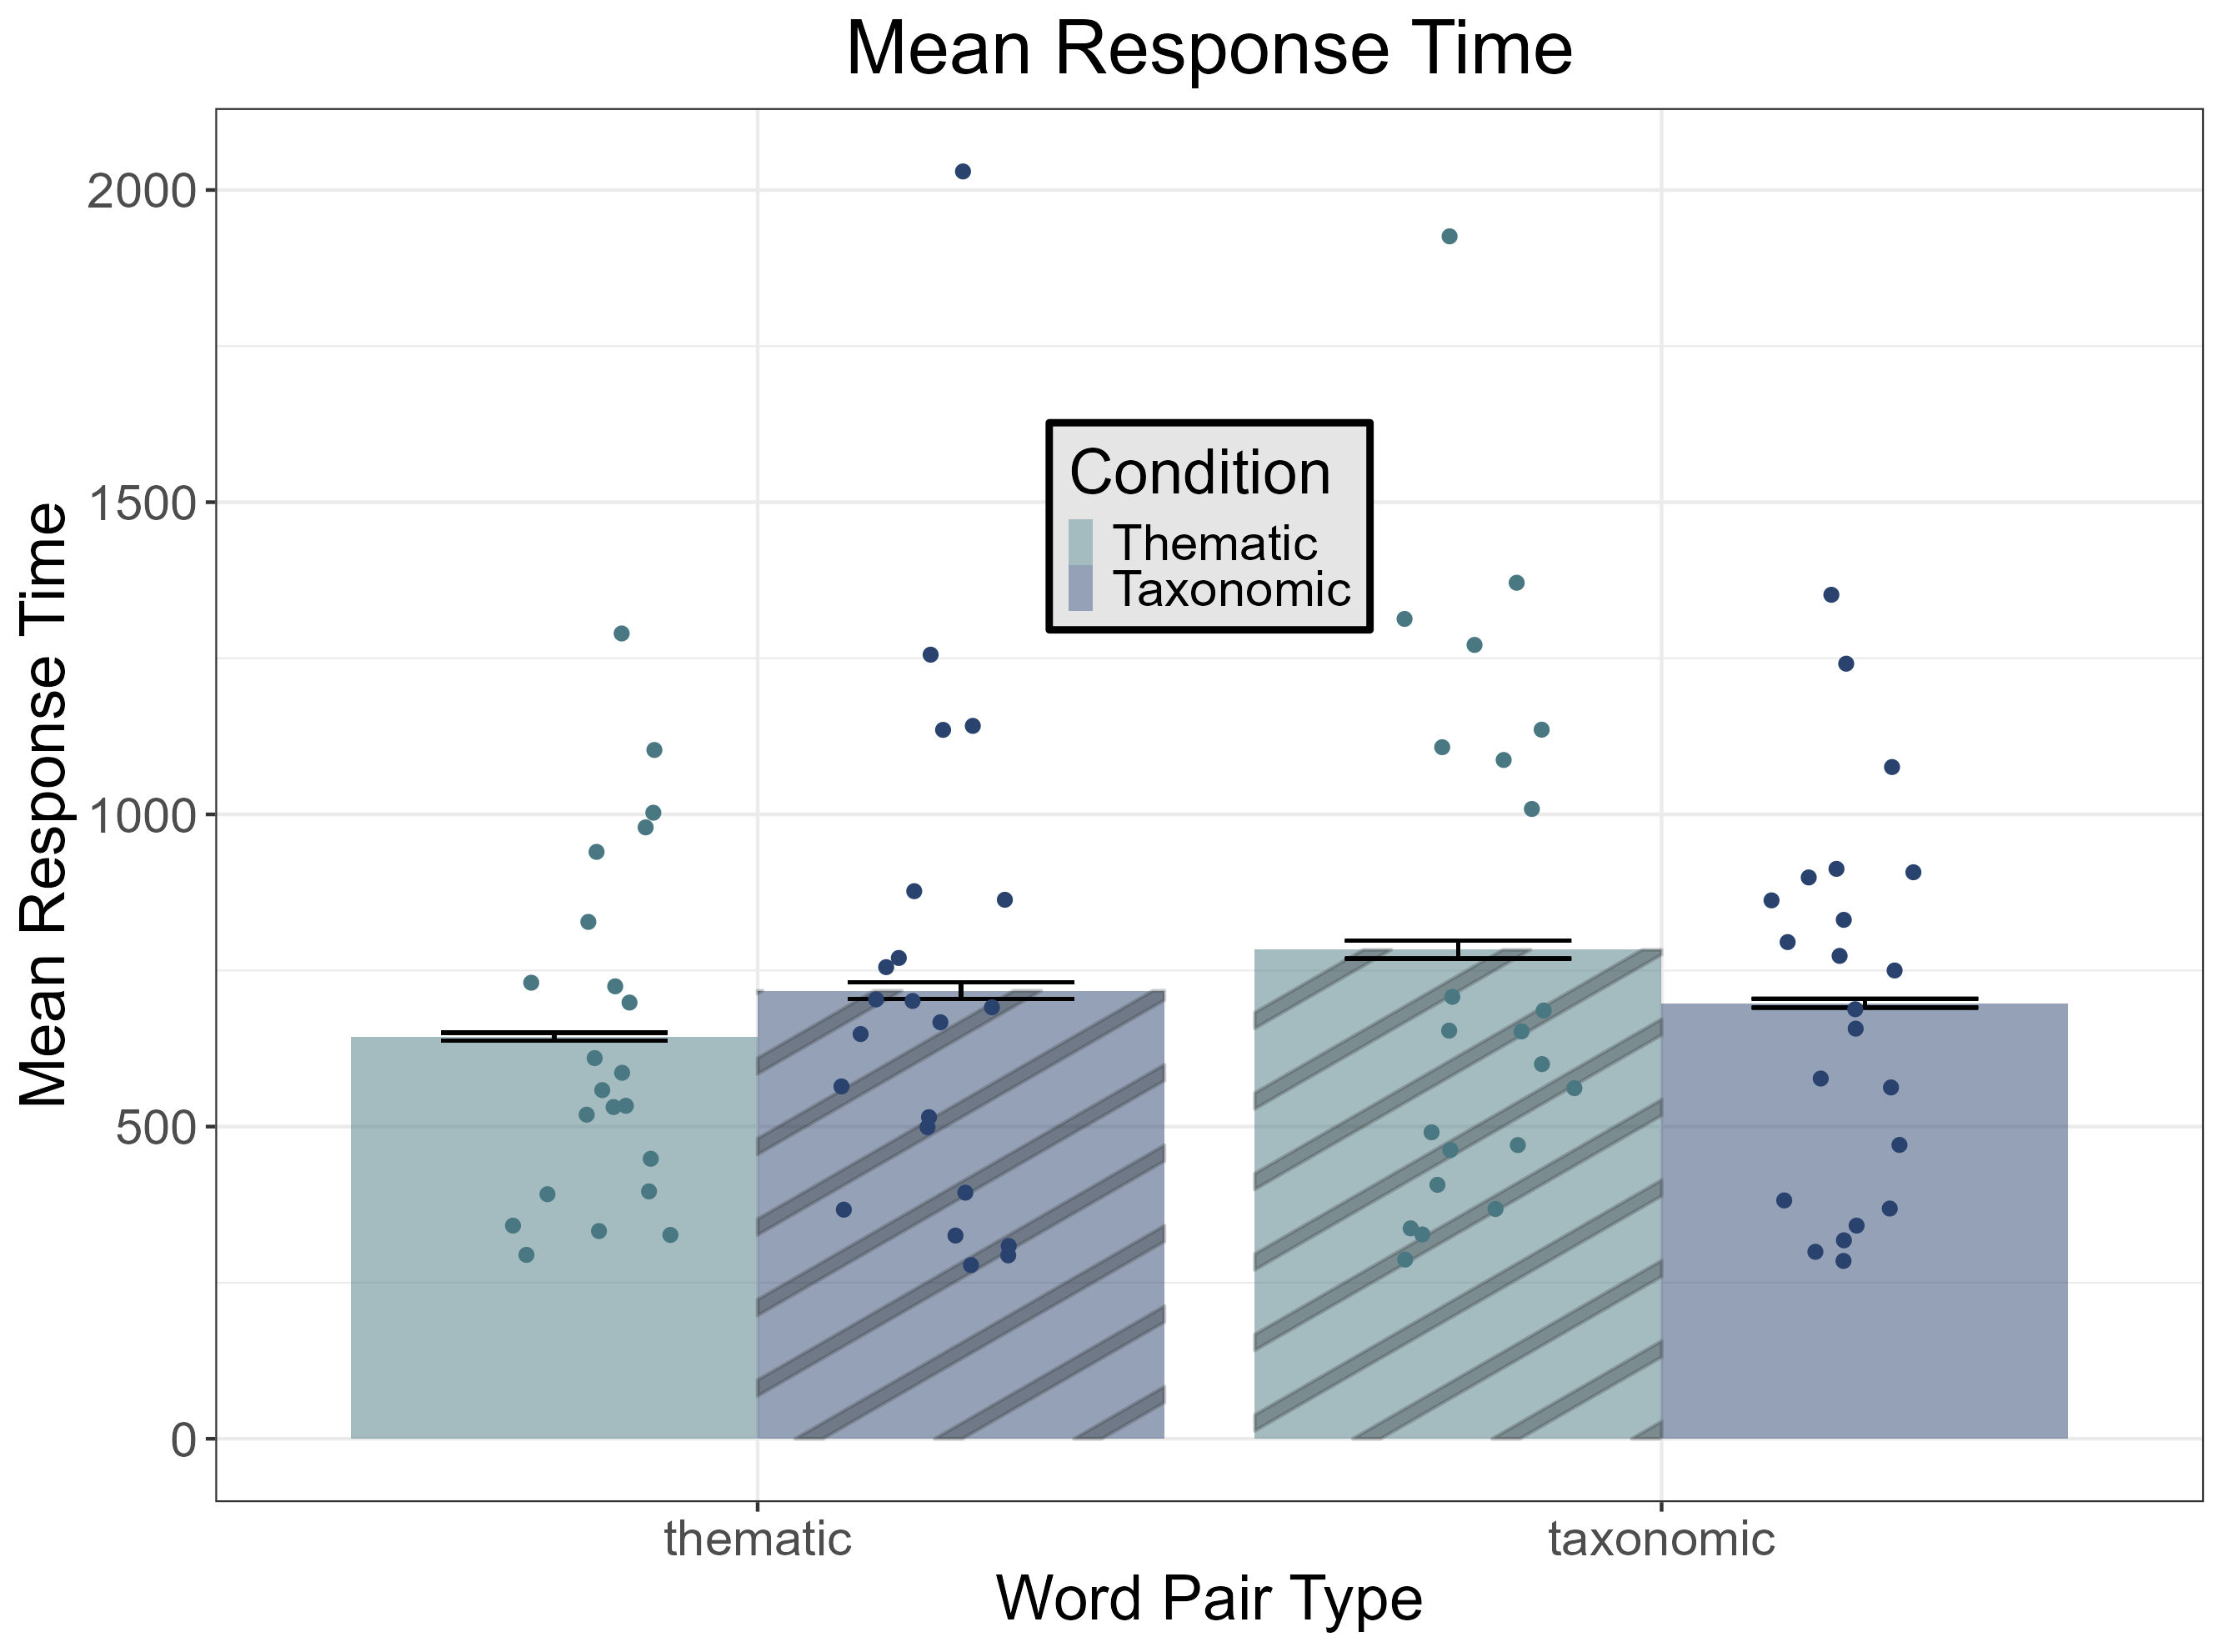 Mean Response Time
Mean Response Time
2000
1500
1000
500
0
Condition
Thematic
Taxonomic
thematic
taxonomic
Word Pair Type